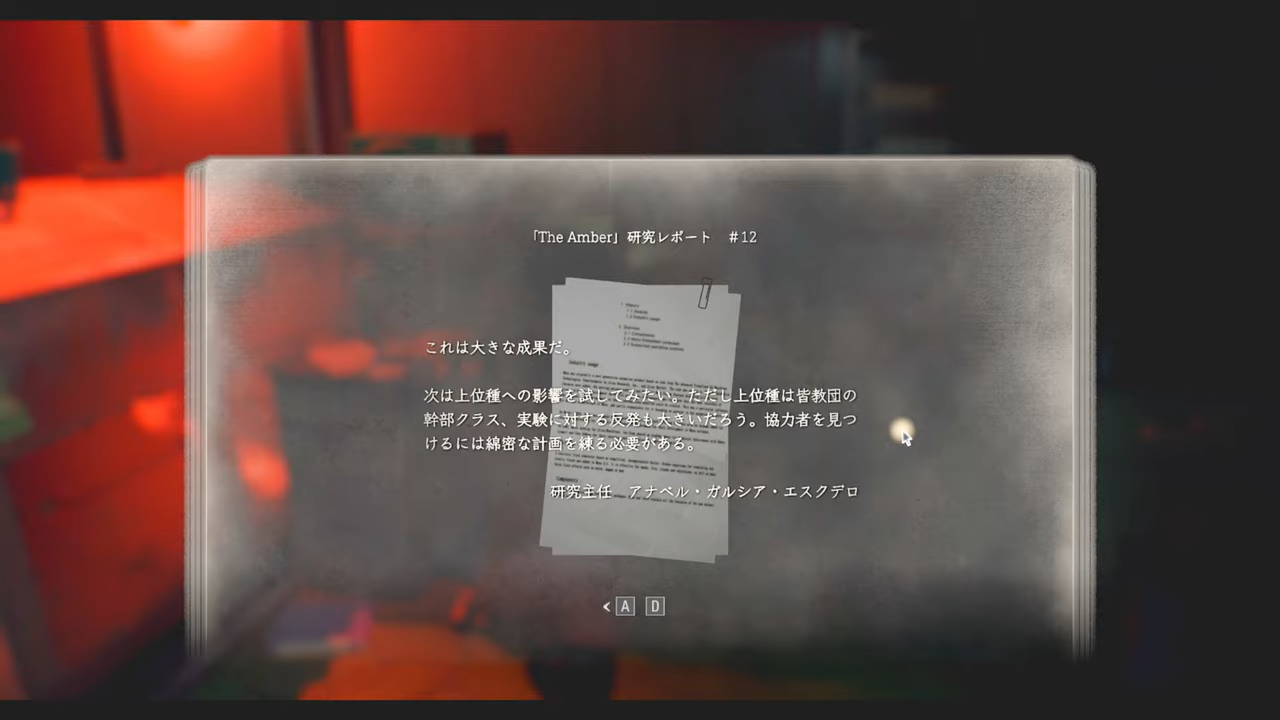 「The Amber」研究レポート　＃12
これは大きな成果だ。
次は上位種への影響を試してみたい。ただし上位種は皆教団の
幹部クラス、実験に対する反発も大きいだろう。協力者を見つ
けるには綿密な計画を練る必要がある。
研究主任　アナベル・ガルシア・エスクデロ
< A D